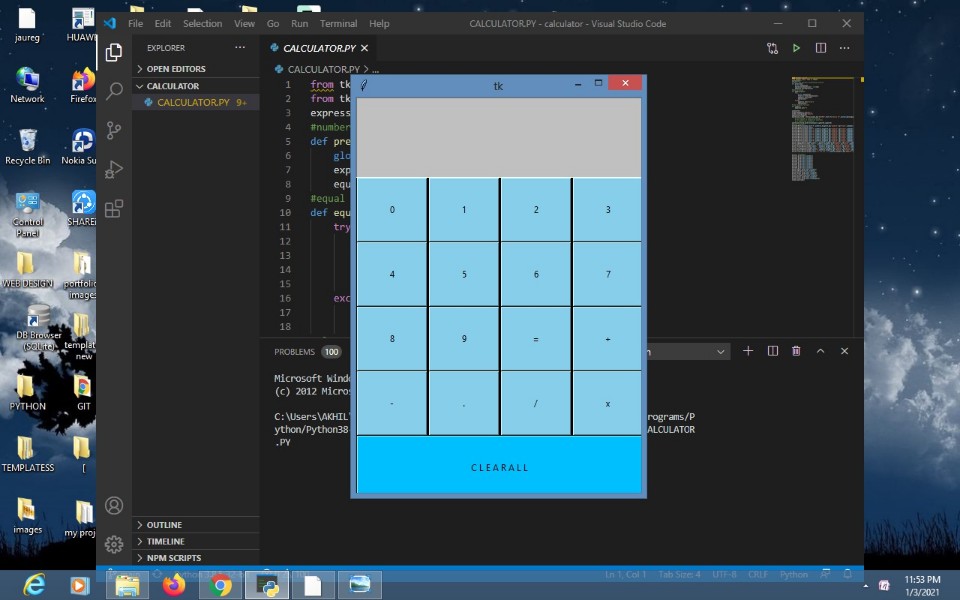 jaureg
HUAW
Network
Firefo
Recycle Bin
Nokia Su
Control
Panel
SHARE
WEB DESIGN
portfoli
images
DB Browser
(SQLite)
templat
new
PYTHON
GIT
TEMPLATESS
[
images
my proj
File Edit Selection View Go Run Terminal Help
CALCULATOR.PY - calculator - Visual Studio Code
EXPLORER ...
OPEN EDITORS
CALCULATOR
CALCULATOR.PY 9+
OUTLINE
TIMELINE
NPM SCRIPTS
CALCULATOR.PY
CALCULATOR.PY > ...
1 from tk
2 from tk
3 express
4 #number
5 def pre
6 glo
7 exp
8 equ
9 #equal
10 def equ
11 try
12
13
14
15
16 exc
17
18
PROBLEMS 100
n
Microsoft Windo
(c) 2012 Micros
C:\Users\AKHIL' rograms/P
ython/Python38 ALCULATOR
.PY
tk
0 1 2 3
4 5 6 7
8 9 = +
- . / x
CLEARALL
Ln 1, Col 1 Tab Size: 4 UTF-8 CRLF Python
11:53 PM
1/3/2021